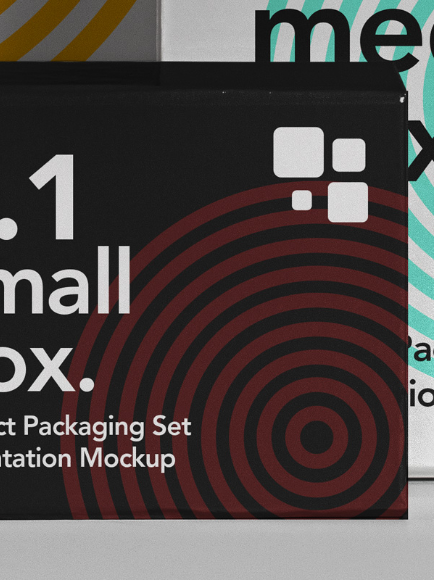 .1
mall
ox.
ct Packaging Set
ntation Mockup
me
x
Pa
io